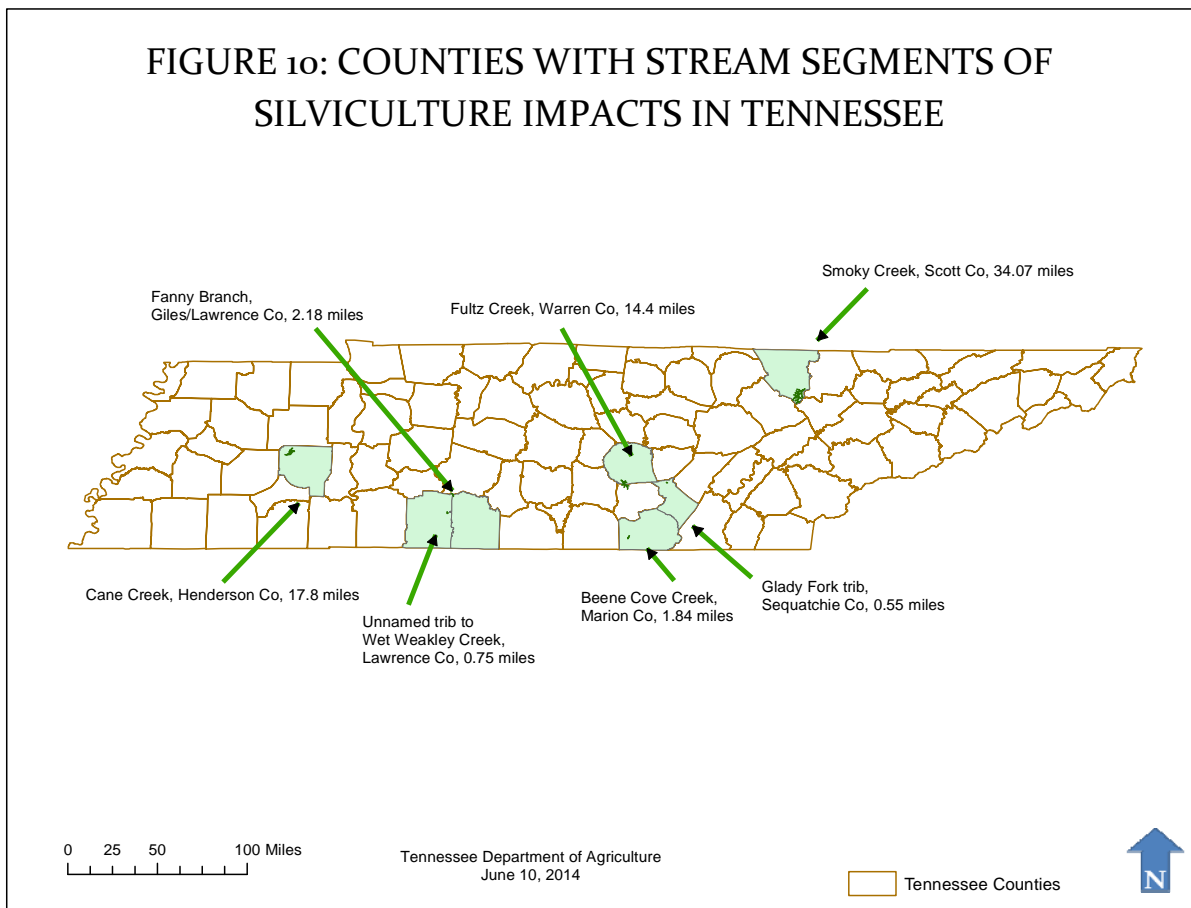 FIGURE 10: COUNTIES WITH STREAM SEGMENTS OF
SILVICULTURE IMPACTS IN TENNESSEE
Smoky Creek, Scott Co, 34.07 miles
Fanny Branch,
Giles/Lawrence Co, 2.18 miles
Fultz Creek, Warren Co, 14.4 miles
Cane Creek, Henderson Co, 17.8 miles
Unnamed trib to
Wet Weakley Creek,
Lawrence Co, 0.75 miles
Beene Cove Creek,
Marion Co, 1.84 miles
Glady Fork trib,
Sequatchie Co, 0.55 miles
0 25 50 100 Miles
Tennessee Department of Agriculture
June 10, 2014
Tennessee Counties
N